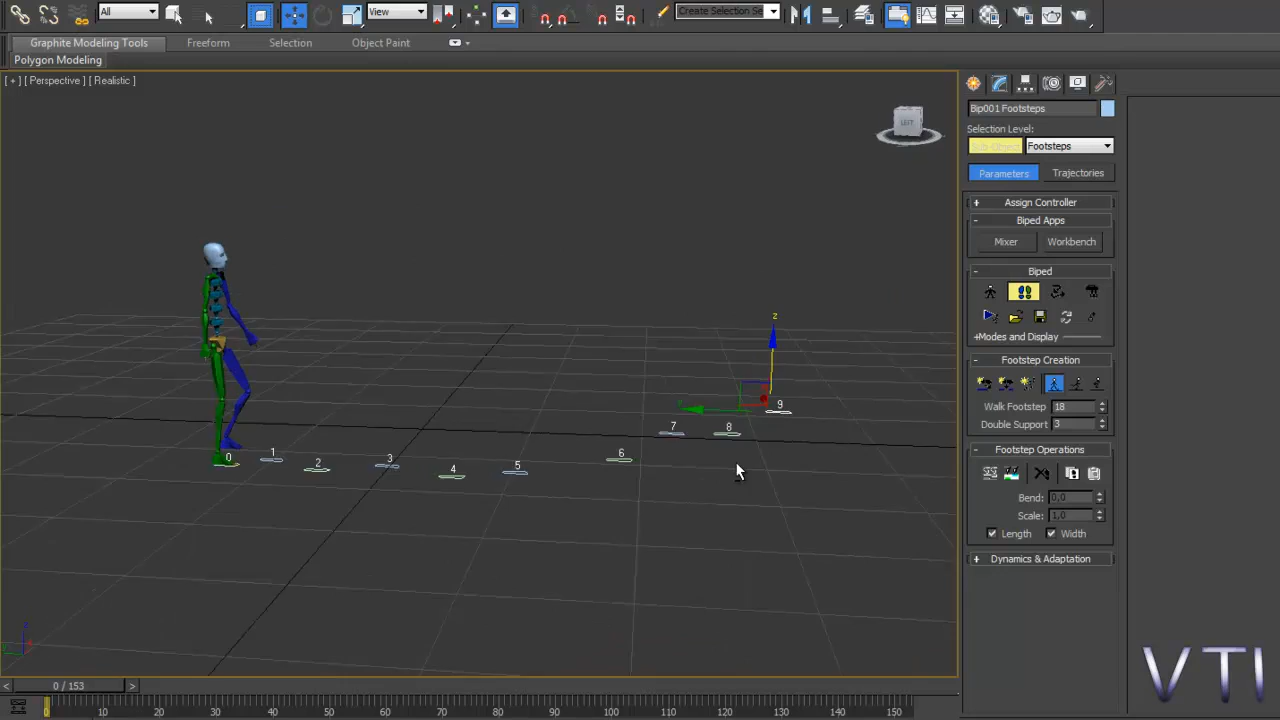 All
View
Create Selection Se
Graphite Modeling Tools Freeform Selection Object Paint
Polygon Modeling
[ + ] [ Perspective ] [ Realistic ]
LEFT
Bip001 Footsteps
Selection Level:
Sub-Object Footsteps
Parameters Trajectories
+ Assign Controller
- Biped Apps
Mixer Workbench
- Biped
+Modes and Display
- Footstep Creation
Walk Footstep 18
Double Support 3
- Footstep Operations
Bend: 0,0
Scale: 1,0
Length Width
+ Dynamics & Adaptation
z
0 1 2 3 4 5 6 7 8 9
VTI
< 0 / 153 >
0 10 20 30 40 50 60 70 80 90 100 110 120 130 140 150